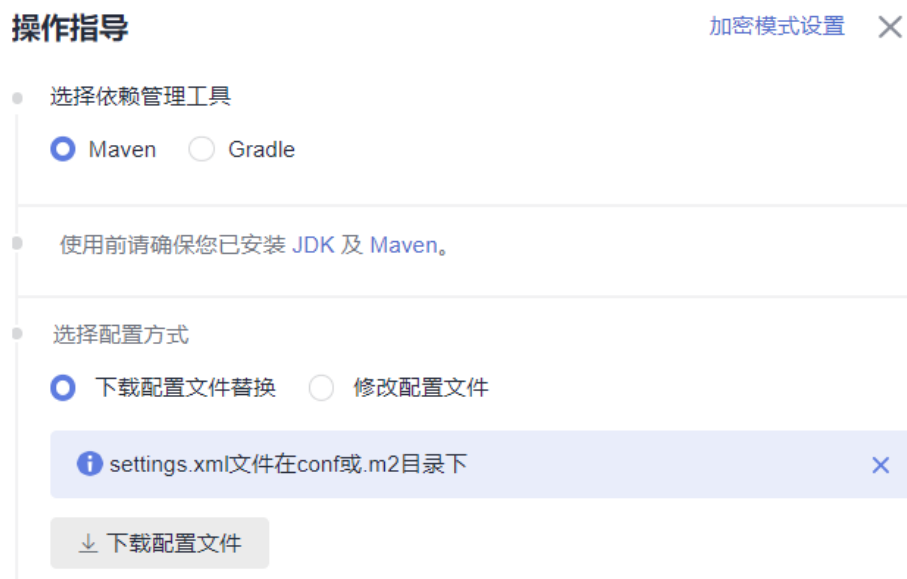 操作指导
加密模式设置
选择依赖管理工具
Maven Gradle
使用前请确保您已安装 JDK 及 Maven。
选择配置方式
下载配置文件替换 修改配置文件
settings.xml文件在conf或.m2目录下
下载配置文件